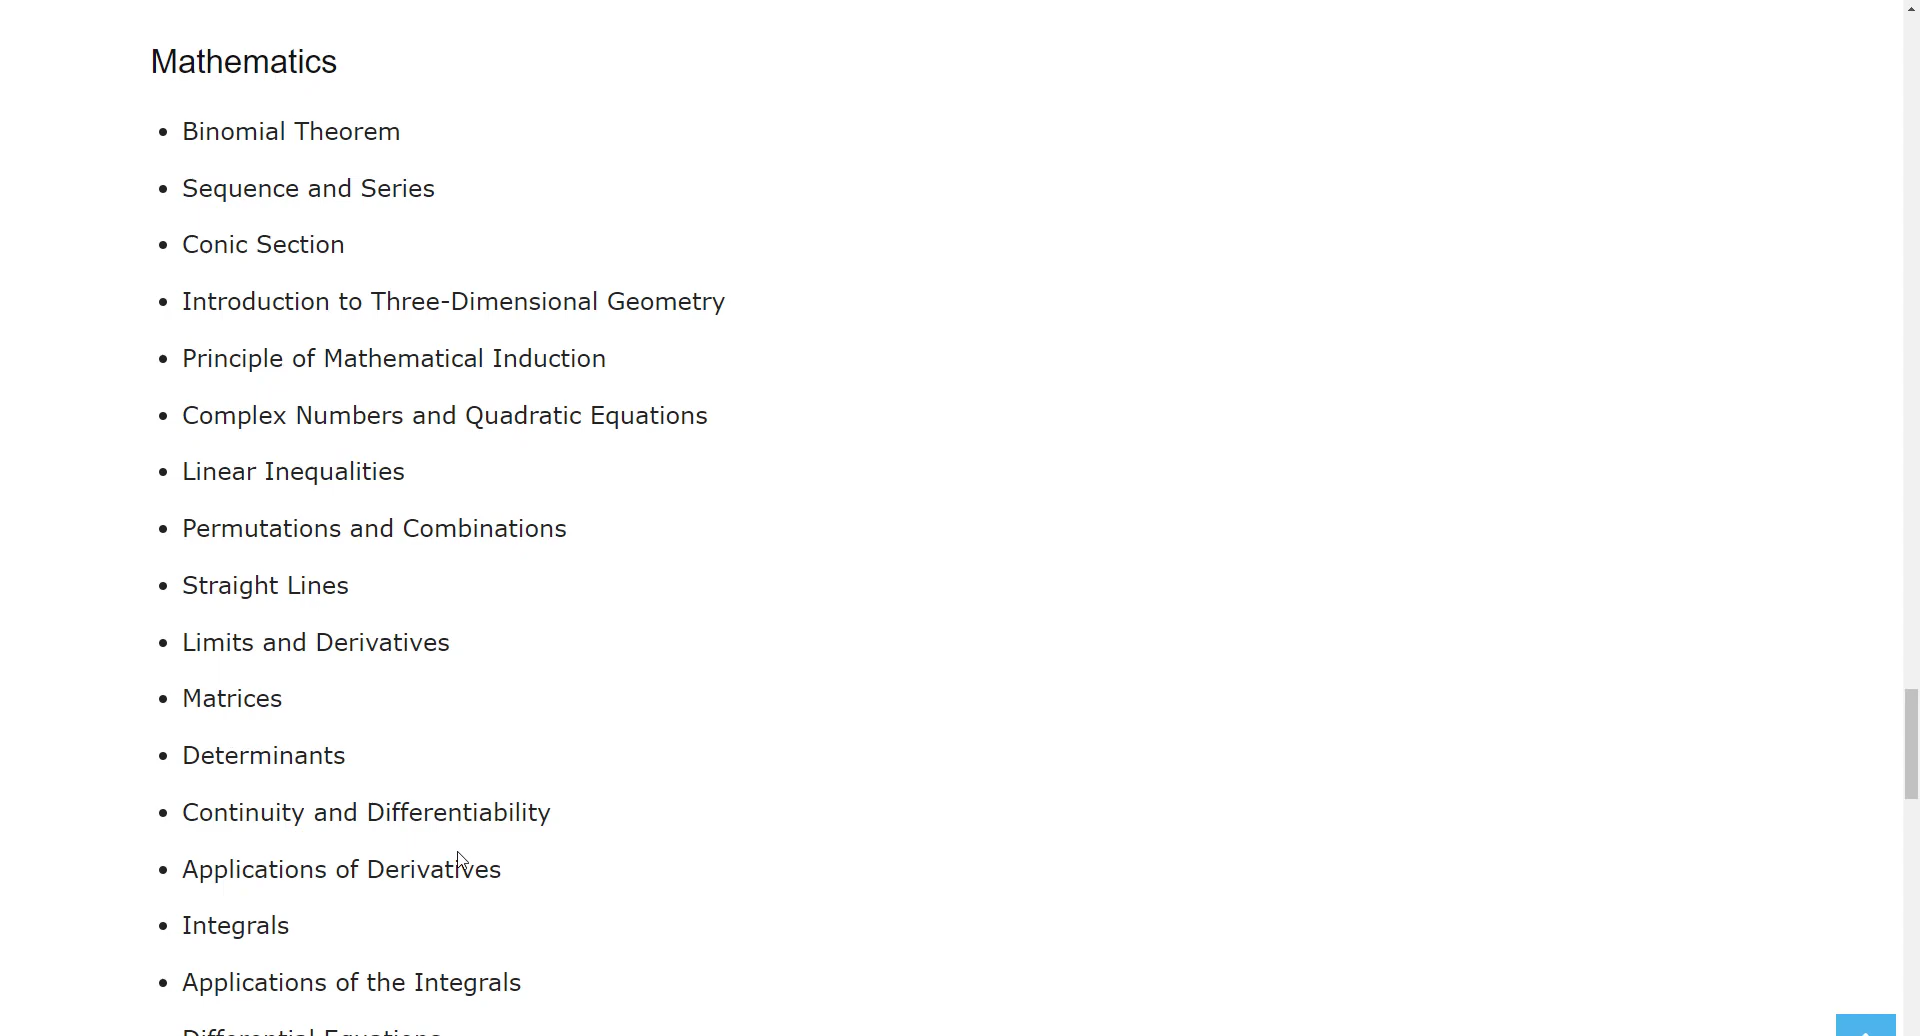 Mathematics
• Binomial Theorem
• Sequence and Series
• Conic Section
• Introduction to Three-Dimensional Geometry
• Principle of Mathematical Induction
• Complex Numbers and Quadratic Equations
• Linear Inequalities
• Permutations and Combinations
• Straight Lines
• Limits and Derivatives
• Matrices
• Determinants
• Continuity and Differentiability
• Applications of Derivatives
• Integrals
• Applications of the Integrals
Differential Equations